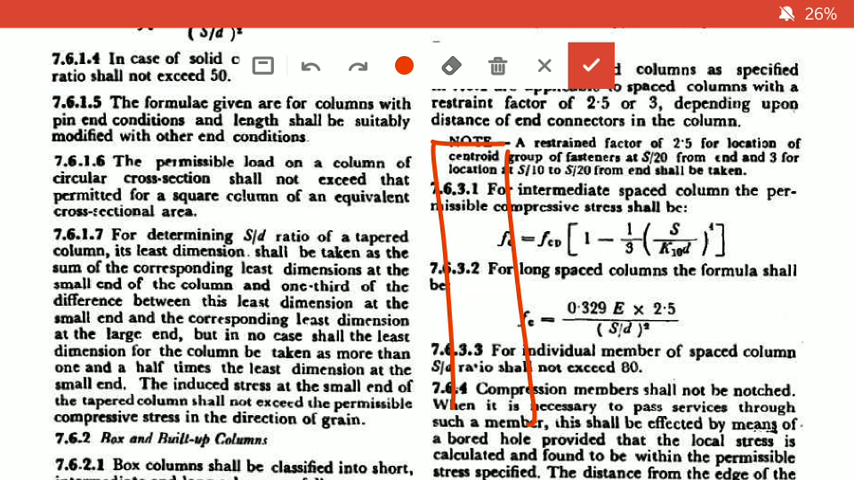 26%
( S/d )²
7.6.1.4 In case of solid c
ratio shall not exceed 50.
7.6.1.5 The formulae given are for columns with
pin end conditions and length shall be suitably
modified with other end conditions.
7.6.1.6 The permissible load on a column of
circular cross-section shall not exceed that
permitted for a square column of an equivalent
cross-sectional area.
7.6.1.7 For determining S/d ratio of a tapered
column, its least dimension. shall be taken as the
sum of the corresponding least dimensions at the
small end of the column and one-third of the
difference between this least dimension at the
small end and the corresponding least dimension
at the large end, but in no case shall the least
dimension for the column be taken as more than
one and a half times the least dimension at the
small end. The induced stress at the small end of
the tapered column shall not exceed the permissible
compressive stress in the direction of grain.
7.6.2 Box and Built-up Columns
7.6.2.1 Box columns shall be classified into short,
d columns as specified
to spaced columns with a
restraint factor of 2·5 or 3, depending upon
distance of end connectors in the column.
NOTE — A restrained factor of 2·5 for location of
centroid group of fasteners at S/20 from end and 3 for
location at S/10 to S/20 from end shall be taken.
7.6.3.1 For intermediate spaced column the per-
missible compressive stress shall be:
fc = fcp [ 1 − 1/3 ( S / K10d )⁴ ]
7.6.3.2 For long spaced columns the formula shall
be
fc = 0·329 E × 2·5 / ( S/d )²
7.6.3.3 For individual member of spaced column
S/d ratio shall not exceed 80.
7.6.4 Compression members shall not be notched.
When it is necessary to pass services through
such a member, this shall be effected by means of
a bored hole provided that the local stress is
calculated and found to be within the permissible
stress specified. The distance from the edge of the